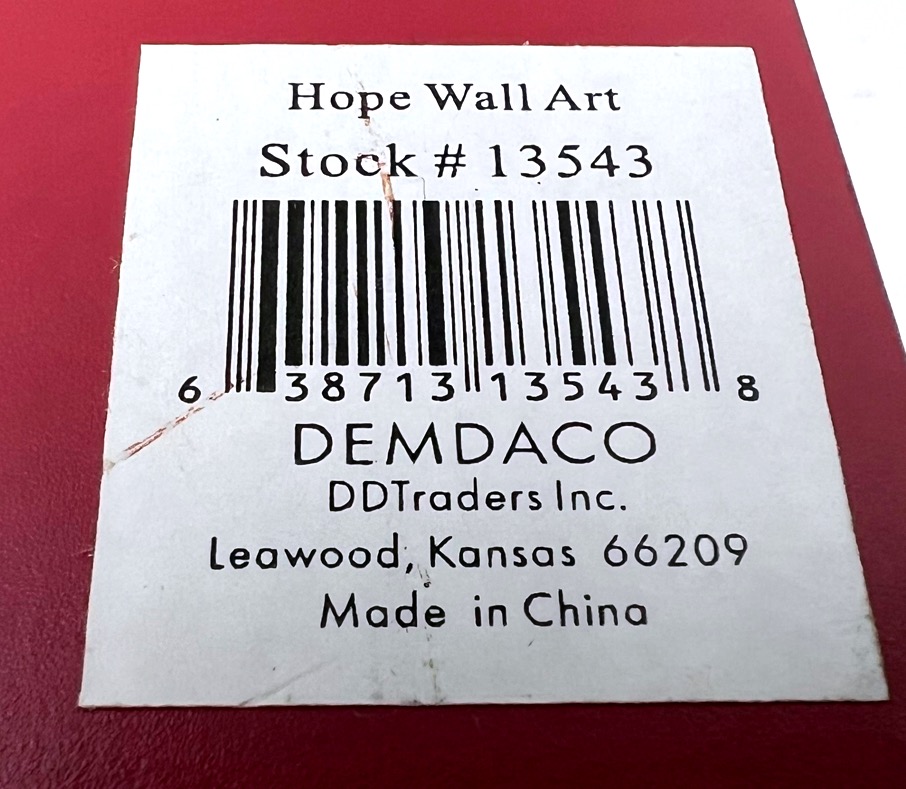 Hope Wall Art
Stock # 13543
6 38713 13543 8
DEMDACO
DDTraders Inc.
Leawood, Kansas 66209
Made in China